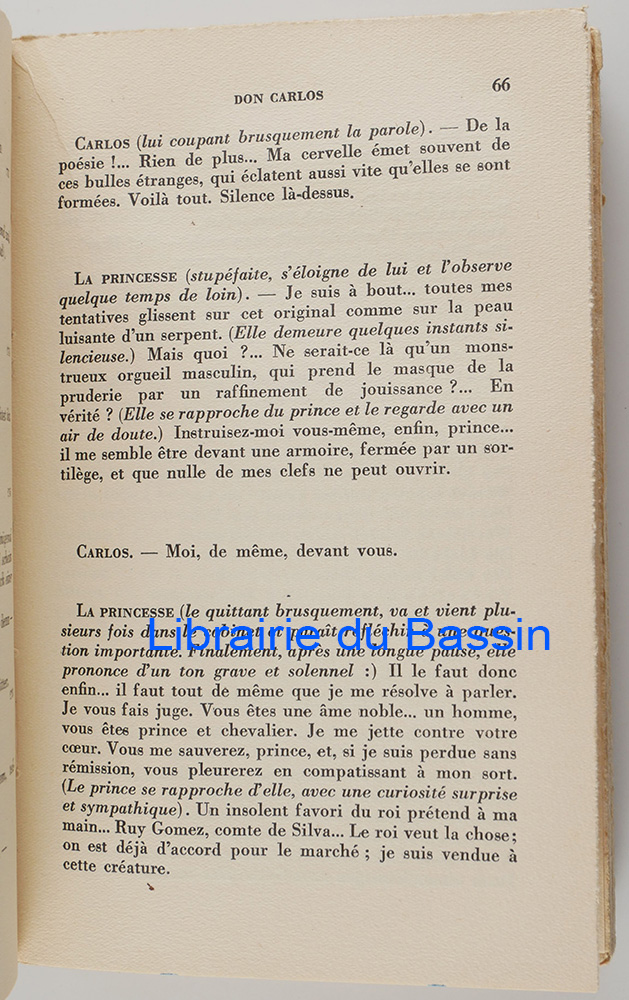 DON CARLOS 66
CARLOS (lui coupant brusquement la parole). — De la
poésie !... Rien de plus... Ma cervelle émet souvent de
ces bulles étranges, qui éclatent aussi vite qu'elles se sont
formées. Voilà tout. Silence là-dessus.
LA PRINCESSE (stupéfaite, s'éloigne de lui et l'observe
quelque temps de loin). — Je suis à bout... toutes mes
tentatives glissent sur cet original comme sur la peau
luisante d'un serpent. (Elle demeure quelques instants si-
lencieuse.) Mais quoi ?... Ne serait-ce là qu'un mons-
trueux orgueil masculin, qui prend le masque de la
pruderie par un raffinement de jouissance ?... En
vérité ? (Elle se rapproche du prince et le regarde avec un
air de doute.) Instruisez-moi vous-même, enfin, prince...
il me semble être devant une armoire, fermée par un sor-
tilège, et que nulle de mes clefs ne peut ouvrir.
CARLOS. — Moi, de même, devant vous.
LA PRINCESSE (le quittant brusquement, va et vient plu-
sieurs fois dans le cabinet et paraît réfléchir à une ques-
Librairie du Bassin
tion importante. Finalement, après une longue pause, elle
prononce d'un ton grave et solennel :) Il le faut donc
enfin... il faut tout de même que je me résolve à parler.
Je vous fais juge. Vous êtes une âme noble... un homme,
vous êtes prince et chevalier. Je me jette contre votre
cœur. Vous me sauverez, prince, et, si je suis perdue sans
rémission, vous pleurerez en compatissant à mon sort.
(Le prince se rapproche d'elle, avec une curiosité surprise
et sympathique). Un insolent favori du roi prétend à ma
main... Ruy Gomez, comte de Silva... Le roi veut la chose ;
on est déjà d'accord pour le marché ; je suis vendue à
cette créature.